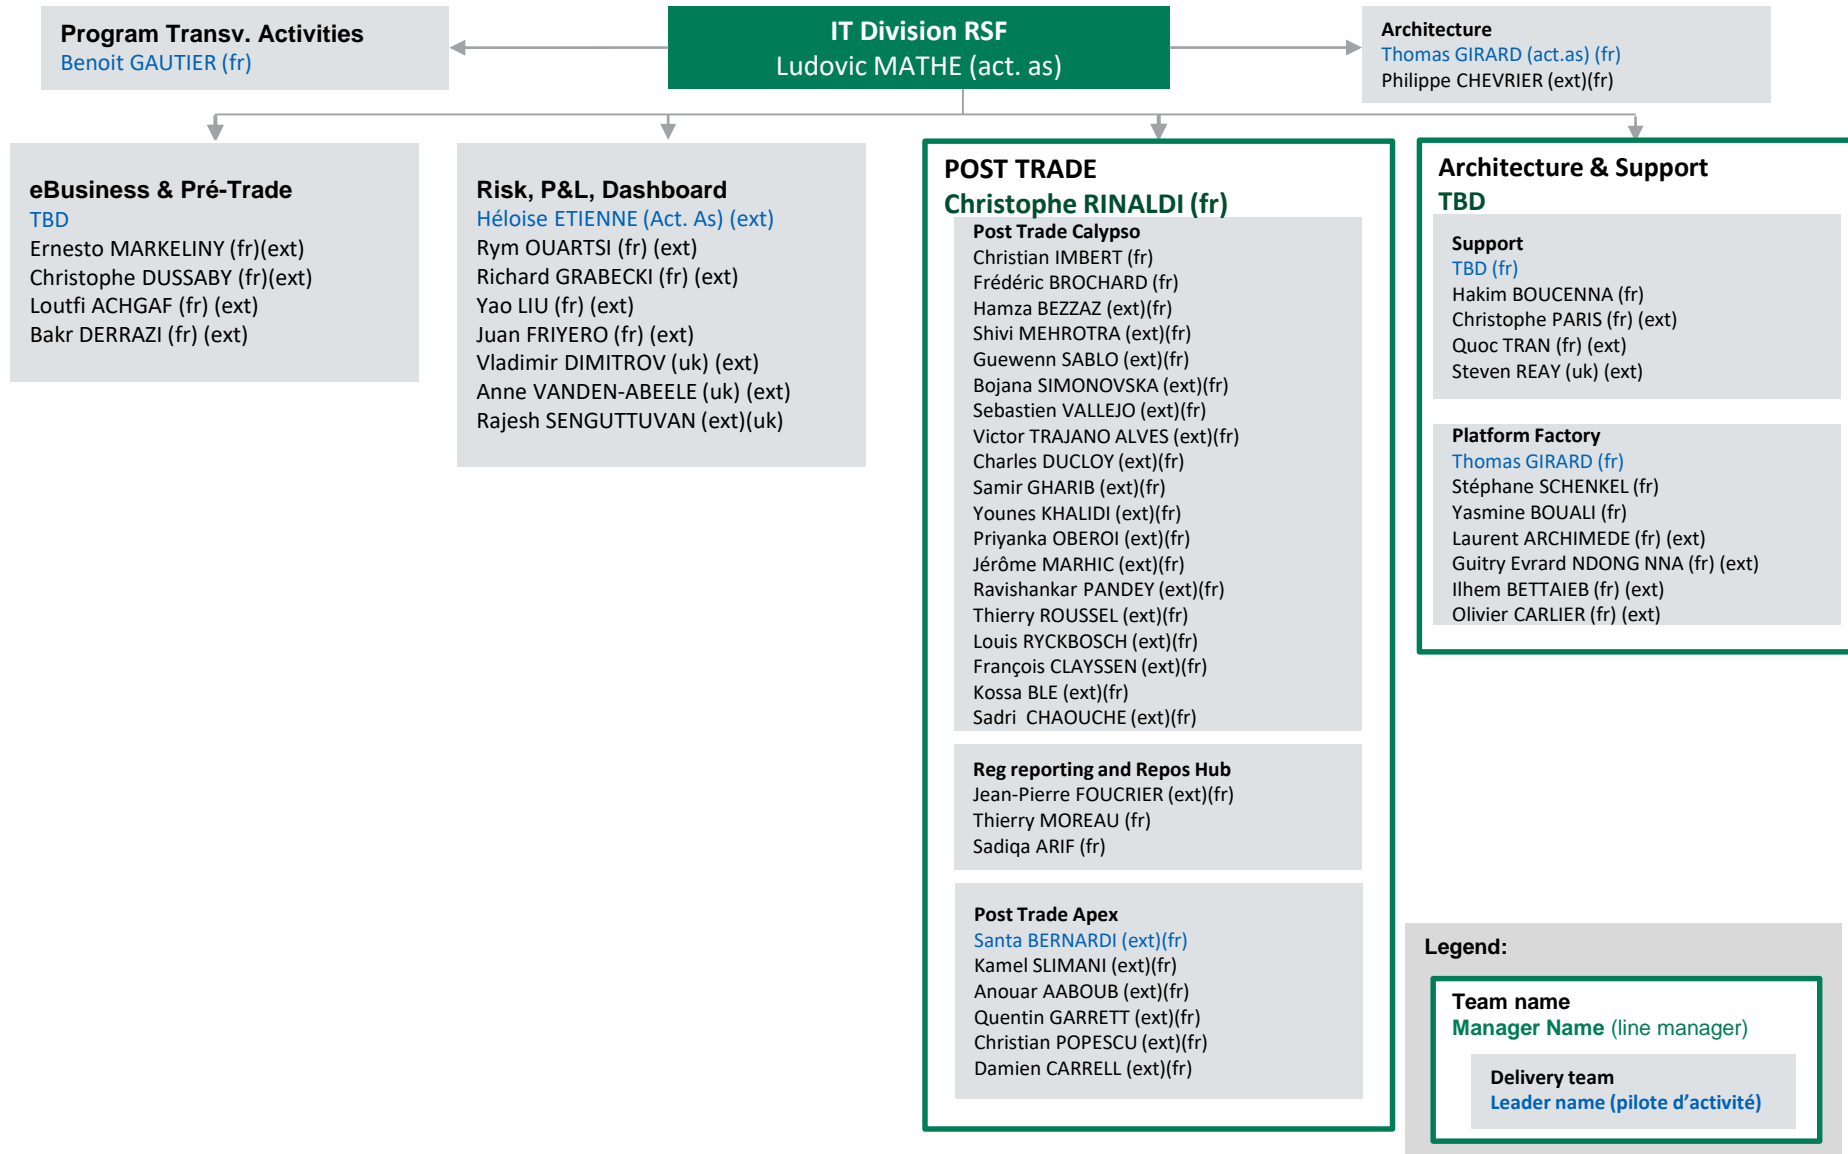 Program Transv. Activities
Benoit GAUTIER (fr)
IT Division RSF
Ludovic MATHE (act. as)
Architecture
Thomas GIRARD (act.as) (fr)
Philippe CHEVRIER (ext)(fr)
eBusiness & Pré-Trade
TBD
Ernesto MARKELINY (fr)(ext)
Christophe DUSSABY (fr)(ext)
Loutfi ACHGAF (fr) (ext)
Bakr DERRAZI (fr) (ext)
Risk, P&L, Dashboard
Héloise ETIENNE (Act. As) (ext)
Rym OUARTSI (fr) (ext)
Richard GRABECKI (fr) (ext)
Yao LIU (fr) (ext)
Juan FRIYERO (fr) (ext)
Vladimir DIMITROV (uk) (ext)
Anne VANDEN-ABEELE (uk) (ext)
Rajesh SENGUTTUVAN (ext)(uk)
POST TRADE
Christophe RINALDI (fr)
Post Trade Calypso
Christian IMBERT (fr)
Frédéric BROCHARD (fr)
Hamza BEZZAZ (ext)(fr)
Shivi MEHROTRA (ext)(fr)
Guewenn SABLO (ext)(fr)
Bojana SIMONOVSKA (ext)(fr)
Sebastien VALLEJO (ext)(fr)
Victor TRAJANO ALVES (ext)(fr)
Charles DUCLOY (ext)(fr)
Samir GHARIB (ext)(fr)
Younes KHALIDI (ext)(fr)
Priyanka OBEROI (ext)(fr)
Jérôme MARHIC (ext)(fr)
Ravishankar PANDEY (ext)(fr)
Thierry ROUSSEL (ext)(fr)
Louis RYCKBOSCH (ext)(fr)
François CLAYSSEN (ext)(fr)
Kossa BLE (ext)(fr)
Sadri  CHAOUCHE (ext)(fr)
Reg reporting and Repos Hub
Jean-Pierre FOUCRIER (ext)(fr)
Thierry MOREAU (fr)
Sadiqa ARIF (fr)
Post Trade Apex
Santa BERNARDI (ext)(fr)
Kamel SLIMANI (ext)(fr)
Anouar AABOUB (ext)(fr)
Quentin GARRETT (ext)(fr)
Christian POPESCU (ext)(fr)
Damien CARRELL (ext)(fr)
Architecture & Support
TBD
Support
TBD (fr)
Hakim BOUCENNA (fr)
Christophe PARIS (fr) (ext)
Quoc TRAN (fr) (ext)
Steven REAY (uk) (ext)
Platform Factory
Thomas GIRARD (fr)
Stéphane SCHENKEL (fr)
Yasmine BOUALI (fr)
Laurent ARCHIMEDE (fr) (ext)
Guitry Evrard NDONG NNA (fr) (ext)
Ilhem BETTAIEB (fr) (ext)
Olivier CARLIER (fr) (ext)
Legend:
Team name
Manager Name (line manager)
Delivery team
Leader name (pilote d’activité)